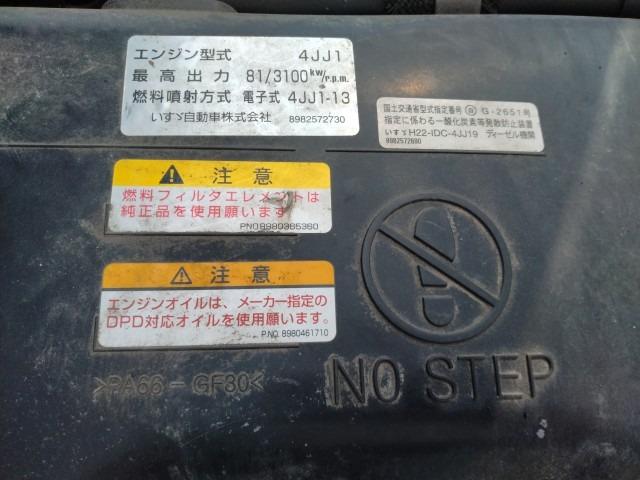 エンジン型式 4JJ1
最高出力 81/3100kw/r.p.m.
燃料噴射方式 電子式 4JJ1-13
いすゞ自動車株式会社 8982572730
国土交通省型式指定番号 ⓐ G-2651号
指定に係わる一酸化炭素等発散防止装置
いすゞH22-IDC-4JJ19 ディーゼル機関
8982572690
注意
燃料フィルタエレメントは
純正品を使用願います
P.NO.8980385380
注意
エンジンオイルは、メーカー指定の
DPD対応オイルを使用願います。
P.NO. 8980461710
>PA66-GF30<
NO STEP